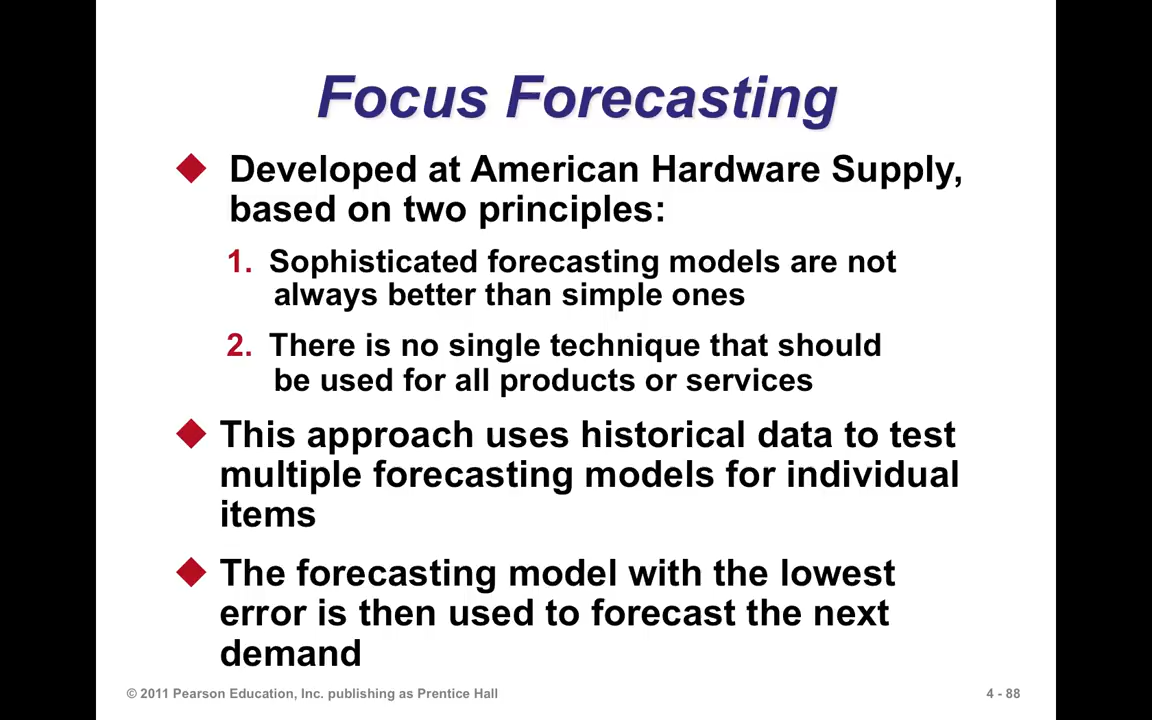 Focus Forecasting
Developed at American Hardware Supply,
based on two principles:
1. Sophisticated forecasting models are not
always better than simple ones
2. There is no single technique that should
be used for all products or services
This approach uses historical data to test
multiple forecasting models for individual
items
The forecasting model with the lowest
error is then used to forecast the next
demand
© 2011 Pearson Education, Inc. publishing as Prentice Hall
4 - 88